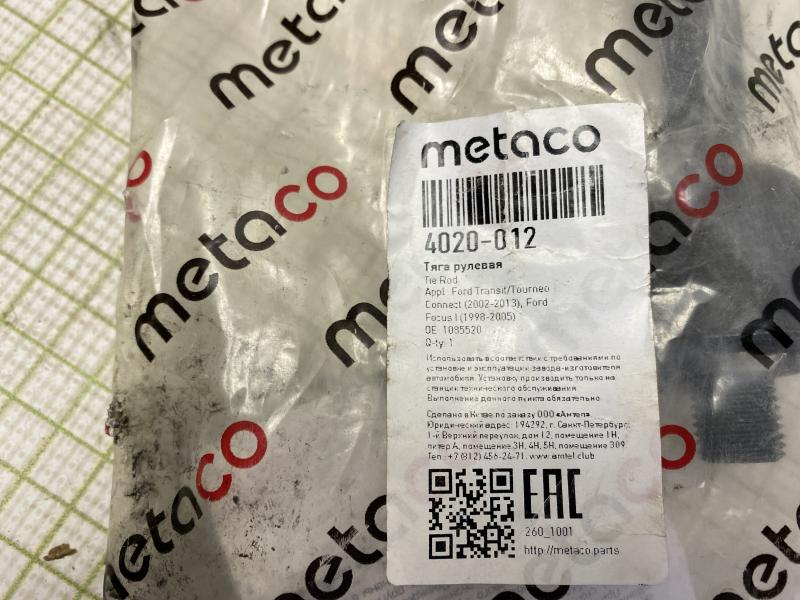 metaco
metaco
metaco
metaco
metaco
metaco
4020-012
Тяга рулевая
Tie Rod
Appl.: Ford Transit/Tourneo
Connect (2002-2013), Ford
Focus I (1998-2005)
OE: 1085520
Q-ty: 1
Использовать в соответствии с требованиями по
установке и эксплуатации завода-изготовителя
автомобиля. Установку производить только на
станции технического обслуживания.
Выполнение данного пункта обязательно.
Сделано в Китае по заказу ООО «Амтел».
Юридический адрес: 194292, г. Санкт-Петербург,
1-й Верхний переулок, дом 12, помещение 1Н,
литер А, помещение 3Н, 4Н, 5Н, помещение 309.
Тел.: +7 (812) 456-24-71. www.amtel.club
EAC
260_1001
http://metaco.parts
metaco